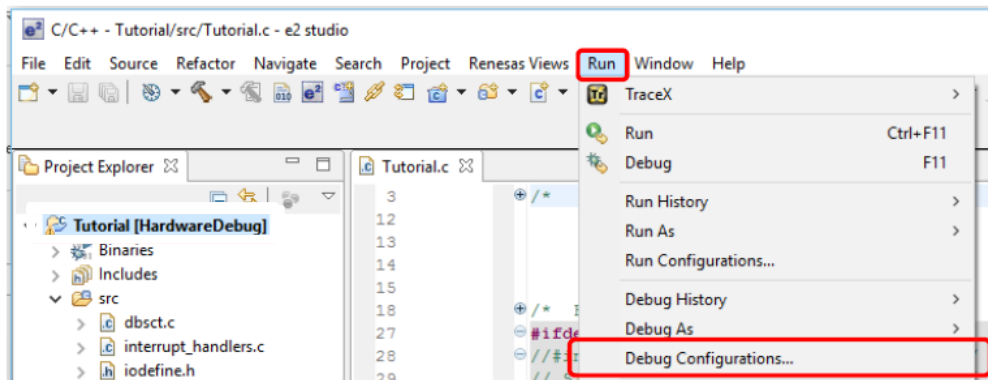 C/C++ - Tutorial/src/Tutorial.c - e2 studio
File Edit Source Refactor Navigate Search Project Renesas Views Run Window Help
TraceX
Run Ctrl+F11
Debug F11
Run History
Run As
Run Configurations...
Debug History
Debug As
Debug Configurations...
Project Explorer
Tutorial [HardwareDebug]
Binaries
Includes
src
dbsct.c
interrupt_handlers.c
iodefine.h
Tutorial.c
3 /*
12
13
14
15
18 /*
27
28
29